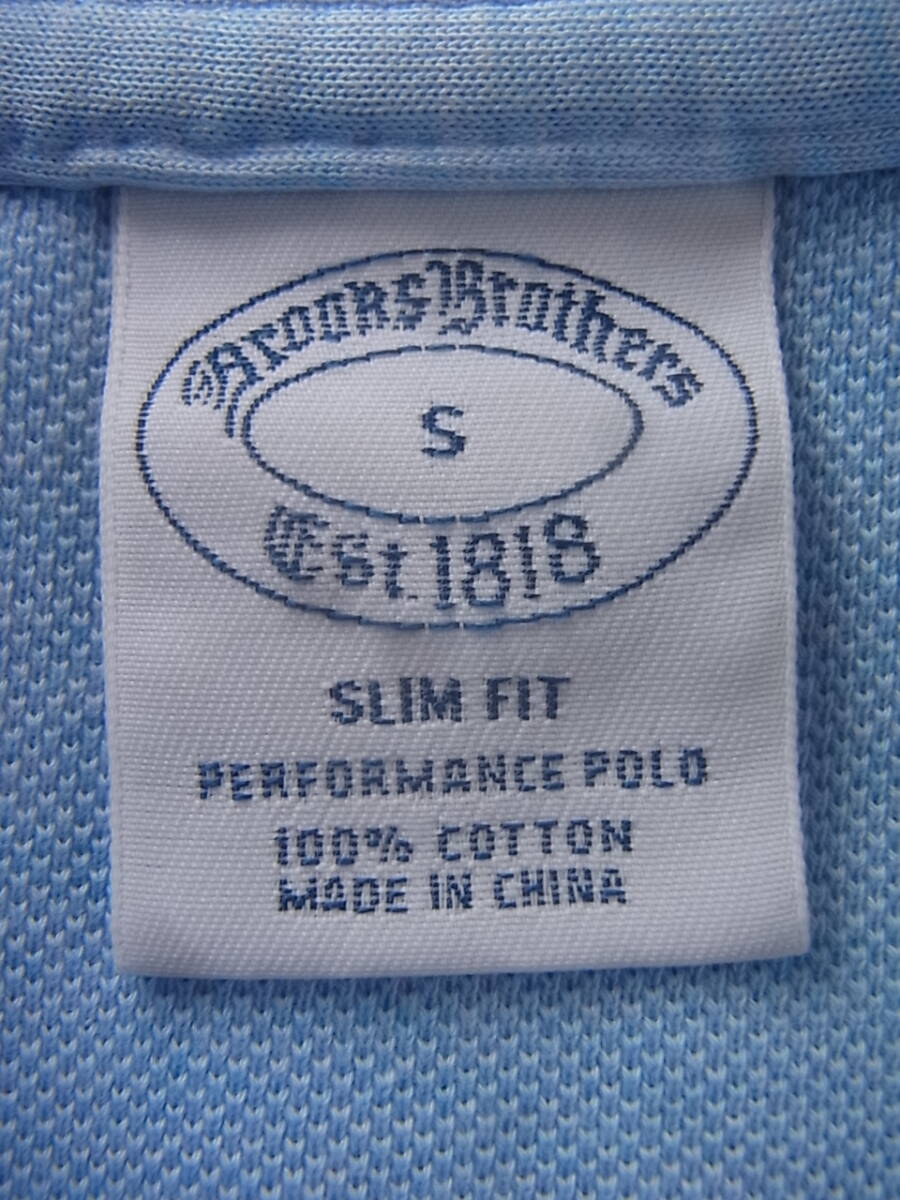 Brooks Brothers
S
Est. 1818
SLIM FIT
PERFORMANCE POLO
100% COTTON
MADE IN CHINA